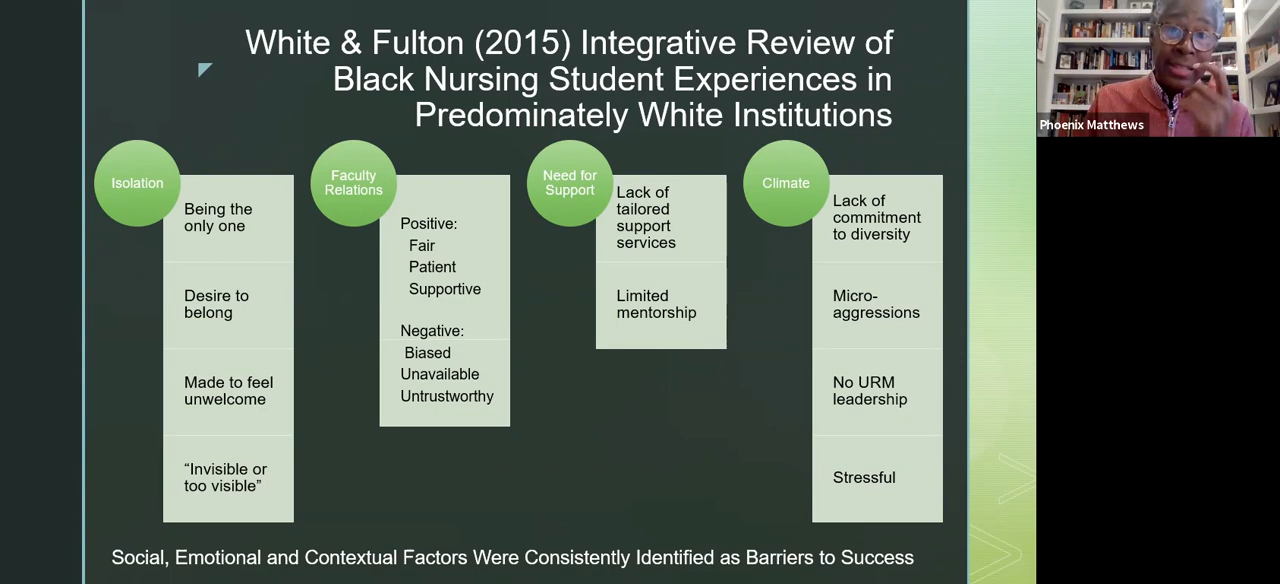 White & Fulton (2015) Integrative Review of
Black Nursing Student Experiences in
Predominately White Institutions
Isolation
Being the
only one
Desire to
belong
Made to feel
unwelcome
“Invisible or
too visible”
Faculty
Relations
Positive:
Fair
Patient
Supportive
Negative:
Biased
Unavailable
Untrustworthy
Need for
Support
Lack of
tailored
support
services
Limited
mentorship
Climate
Lack of
commitment
to diversity
Micro-
aggressions
No URM
leadership
Stressful
Social, Emotional and Contextual Factors Were Consistently Identified as Barriers to Success
Phoenix Matthews